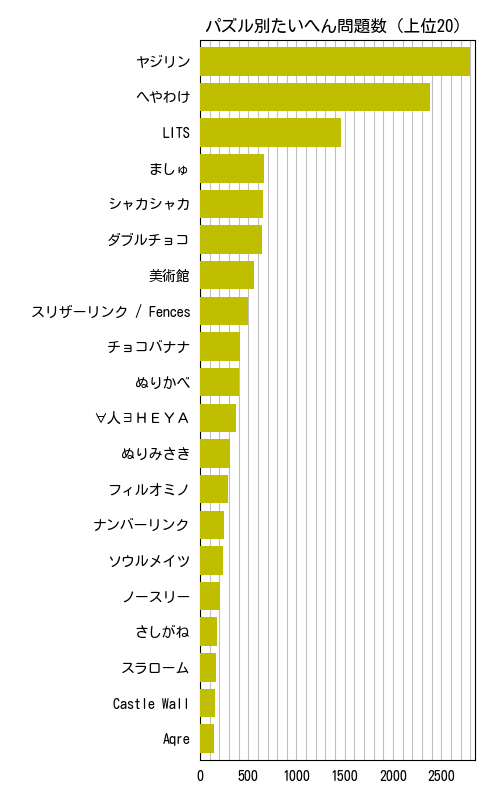 パズル別たいへん問題数 (上位20)
ヤジリン
へやわけ
LITS
ましゅ
シャカシャカ
ダブルチョコ
美術館
スリザーリンク / Fences
チョコバナナ
ぬりかべ
∀人∃ＨＥＹＡ
ぬりみさき
フィルオミノ
ナンバーリンク
ソウルメイツ
ノースリー
さしがね
スラローム
Castle Wall
Aqre
0 500 1000 1500 2000 2500